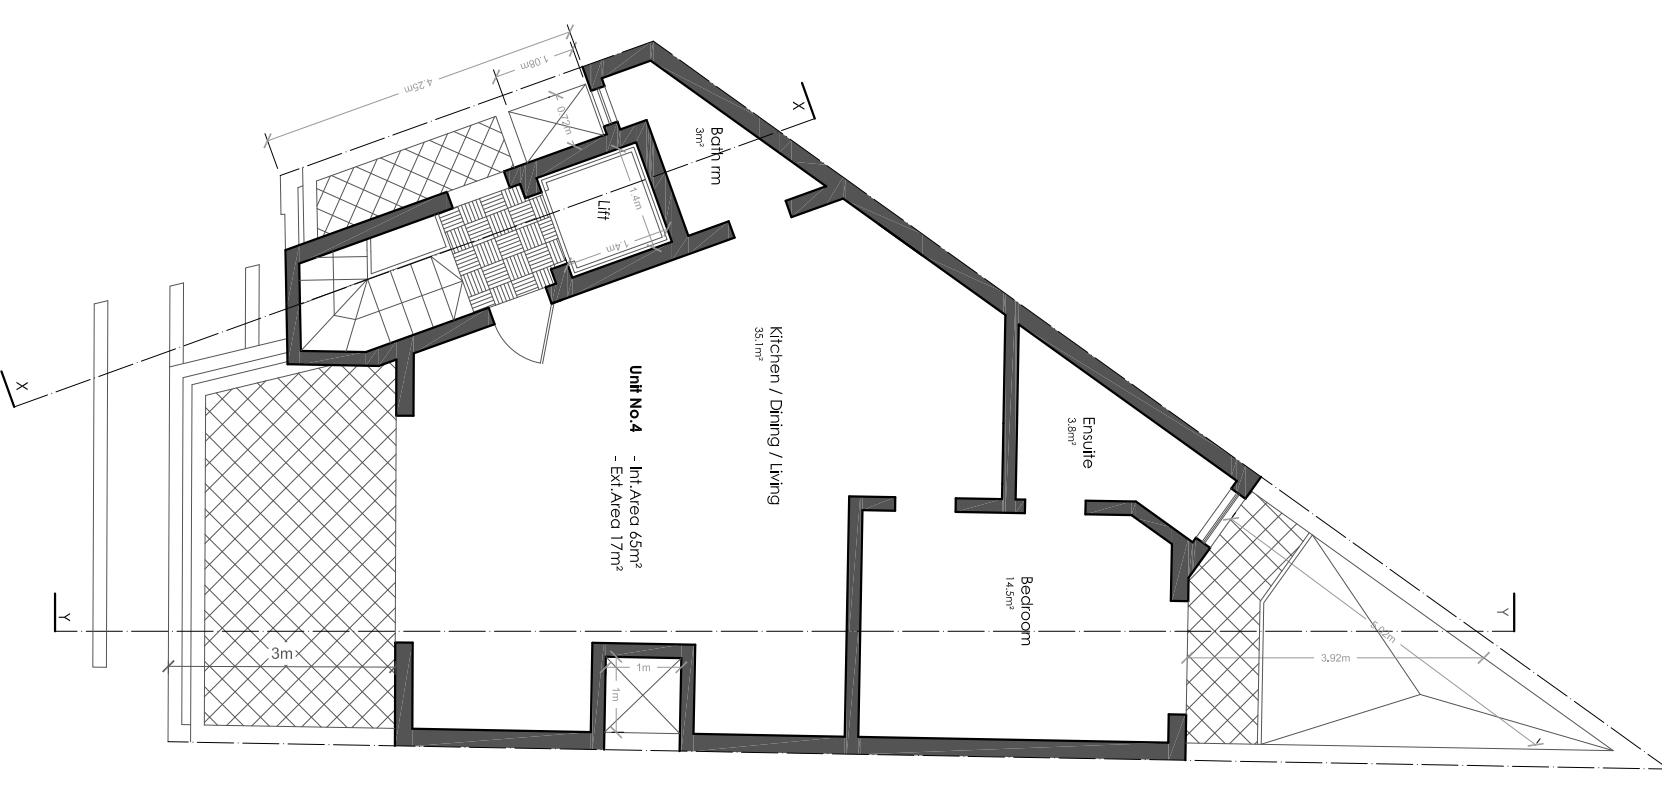 4.25m
1.08m
0.72m
X
Bath rm
3m²
Lift
1.4m
1.4m
X
Kitchen / Dining / Living
35.1m²
Unit No.4 - Int.Area 65m²
- Ext.Area 17m²
Ensuite
3.8m²
Bedroom
14.5m²
Y
Y
3m
1m
1m
5.02m
3.92m